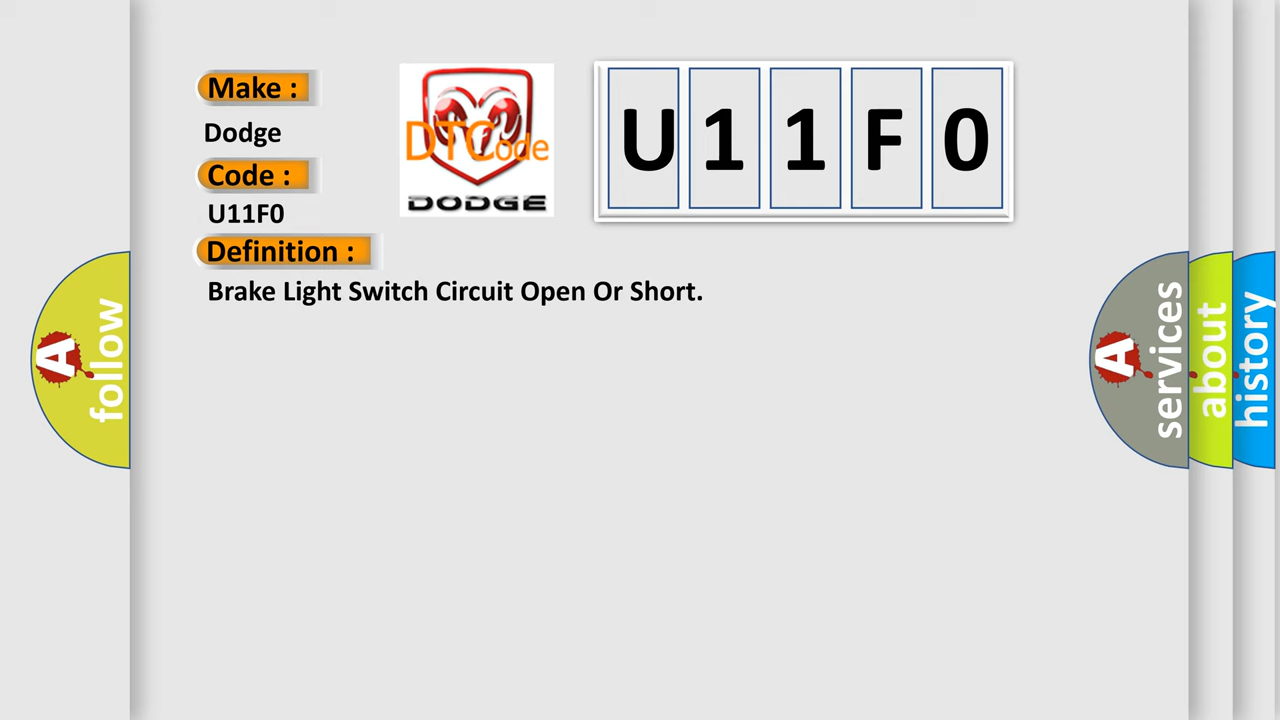 Make :
Dodge
Code :
U11F0
Definition :
Brake Light Switch Circuit Open Or Short.
DTCode
DODGE
U 1 1 F 0
A follow
A services
about
history